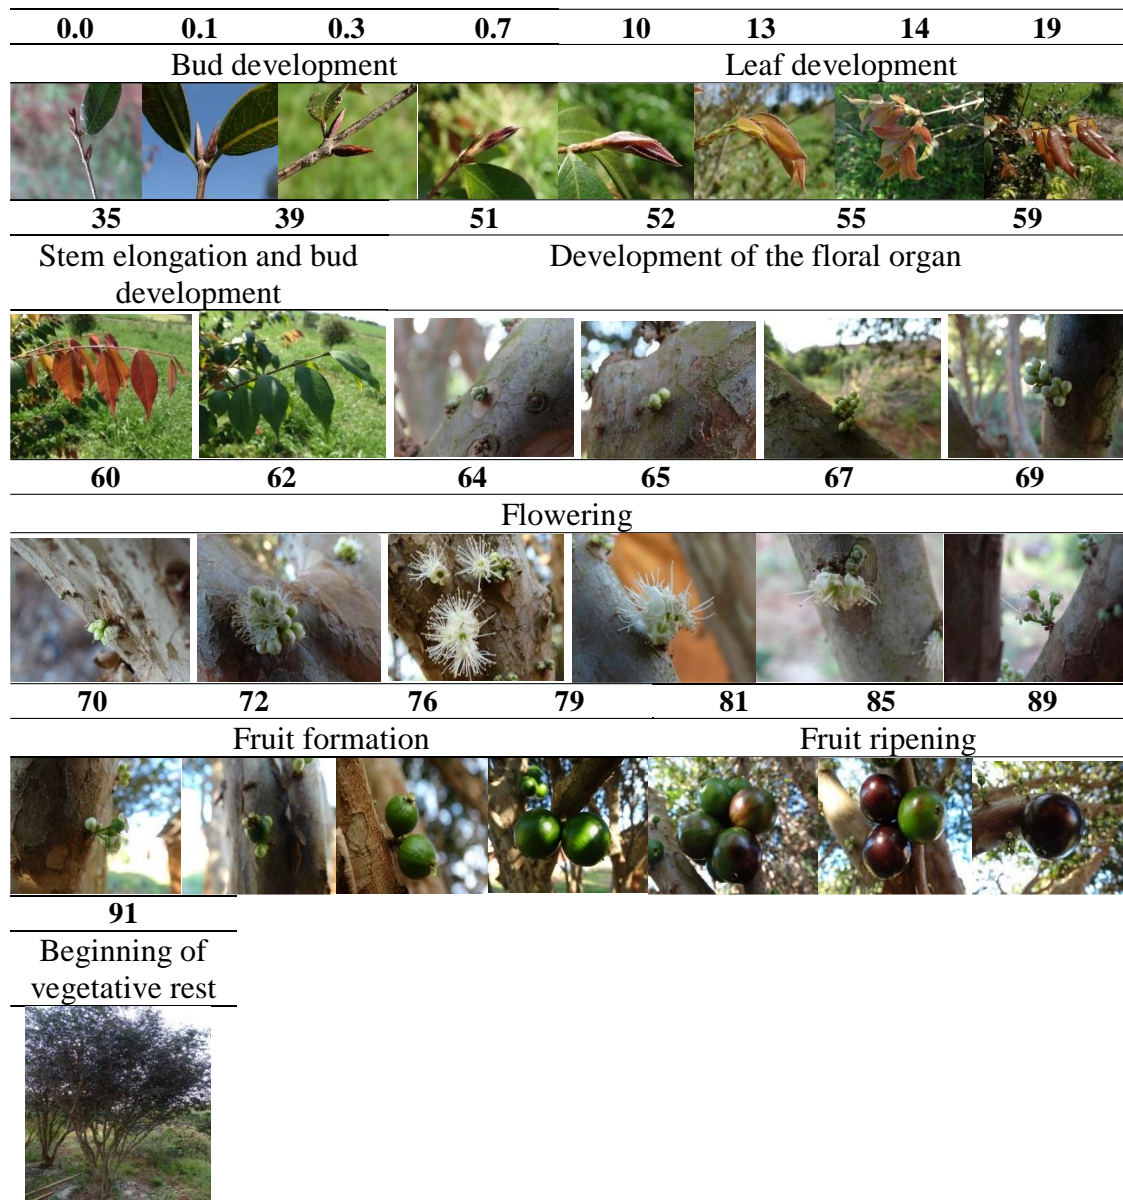 0.0 0.1 0.3 0.7 10 13 14 19
Bud development Leaf development
35 39 51 52 55 59
Stem elongation and bud Development of the floral organ
development
60 62 64 65 67 69
Flowering
70 72 76 79 81 85 89
Fruit formation Fruit ripening
91
Beginning of
vegetative rest